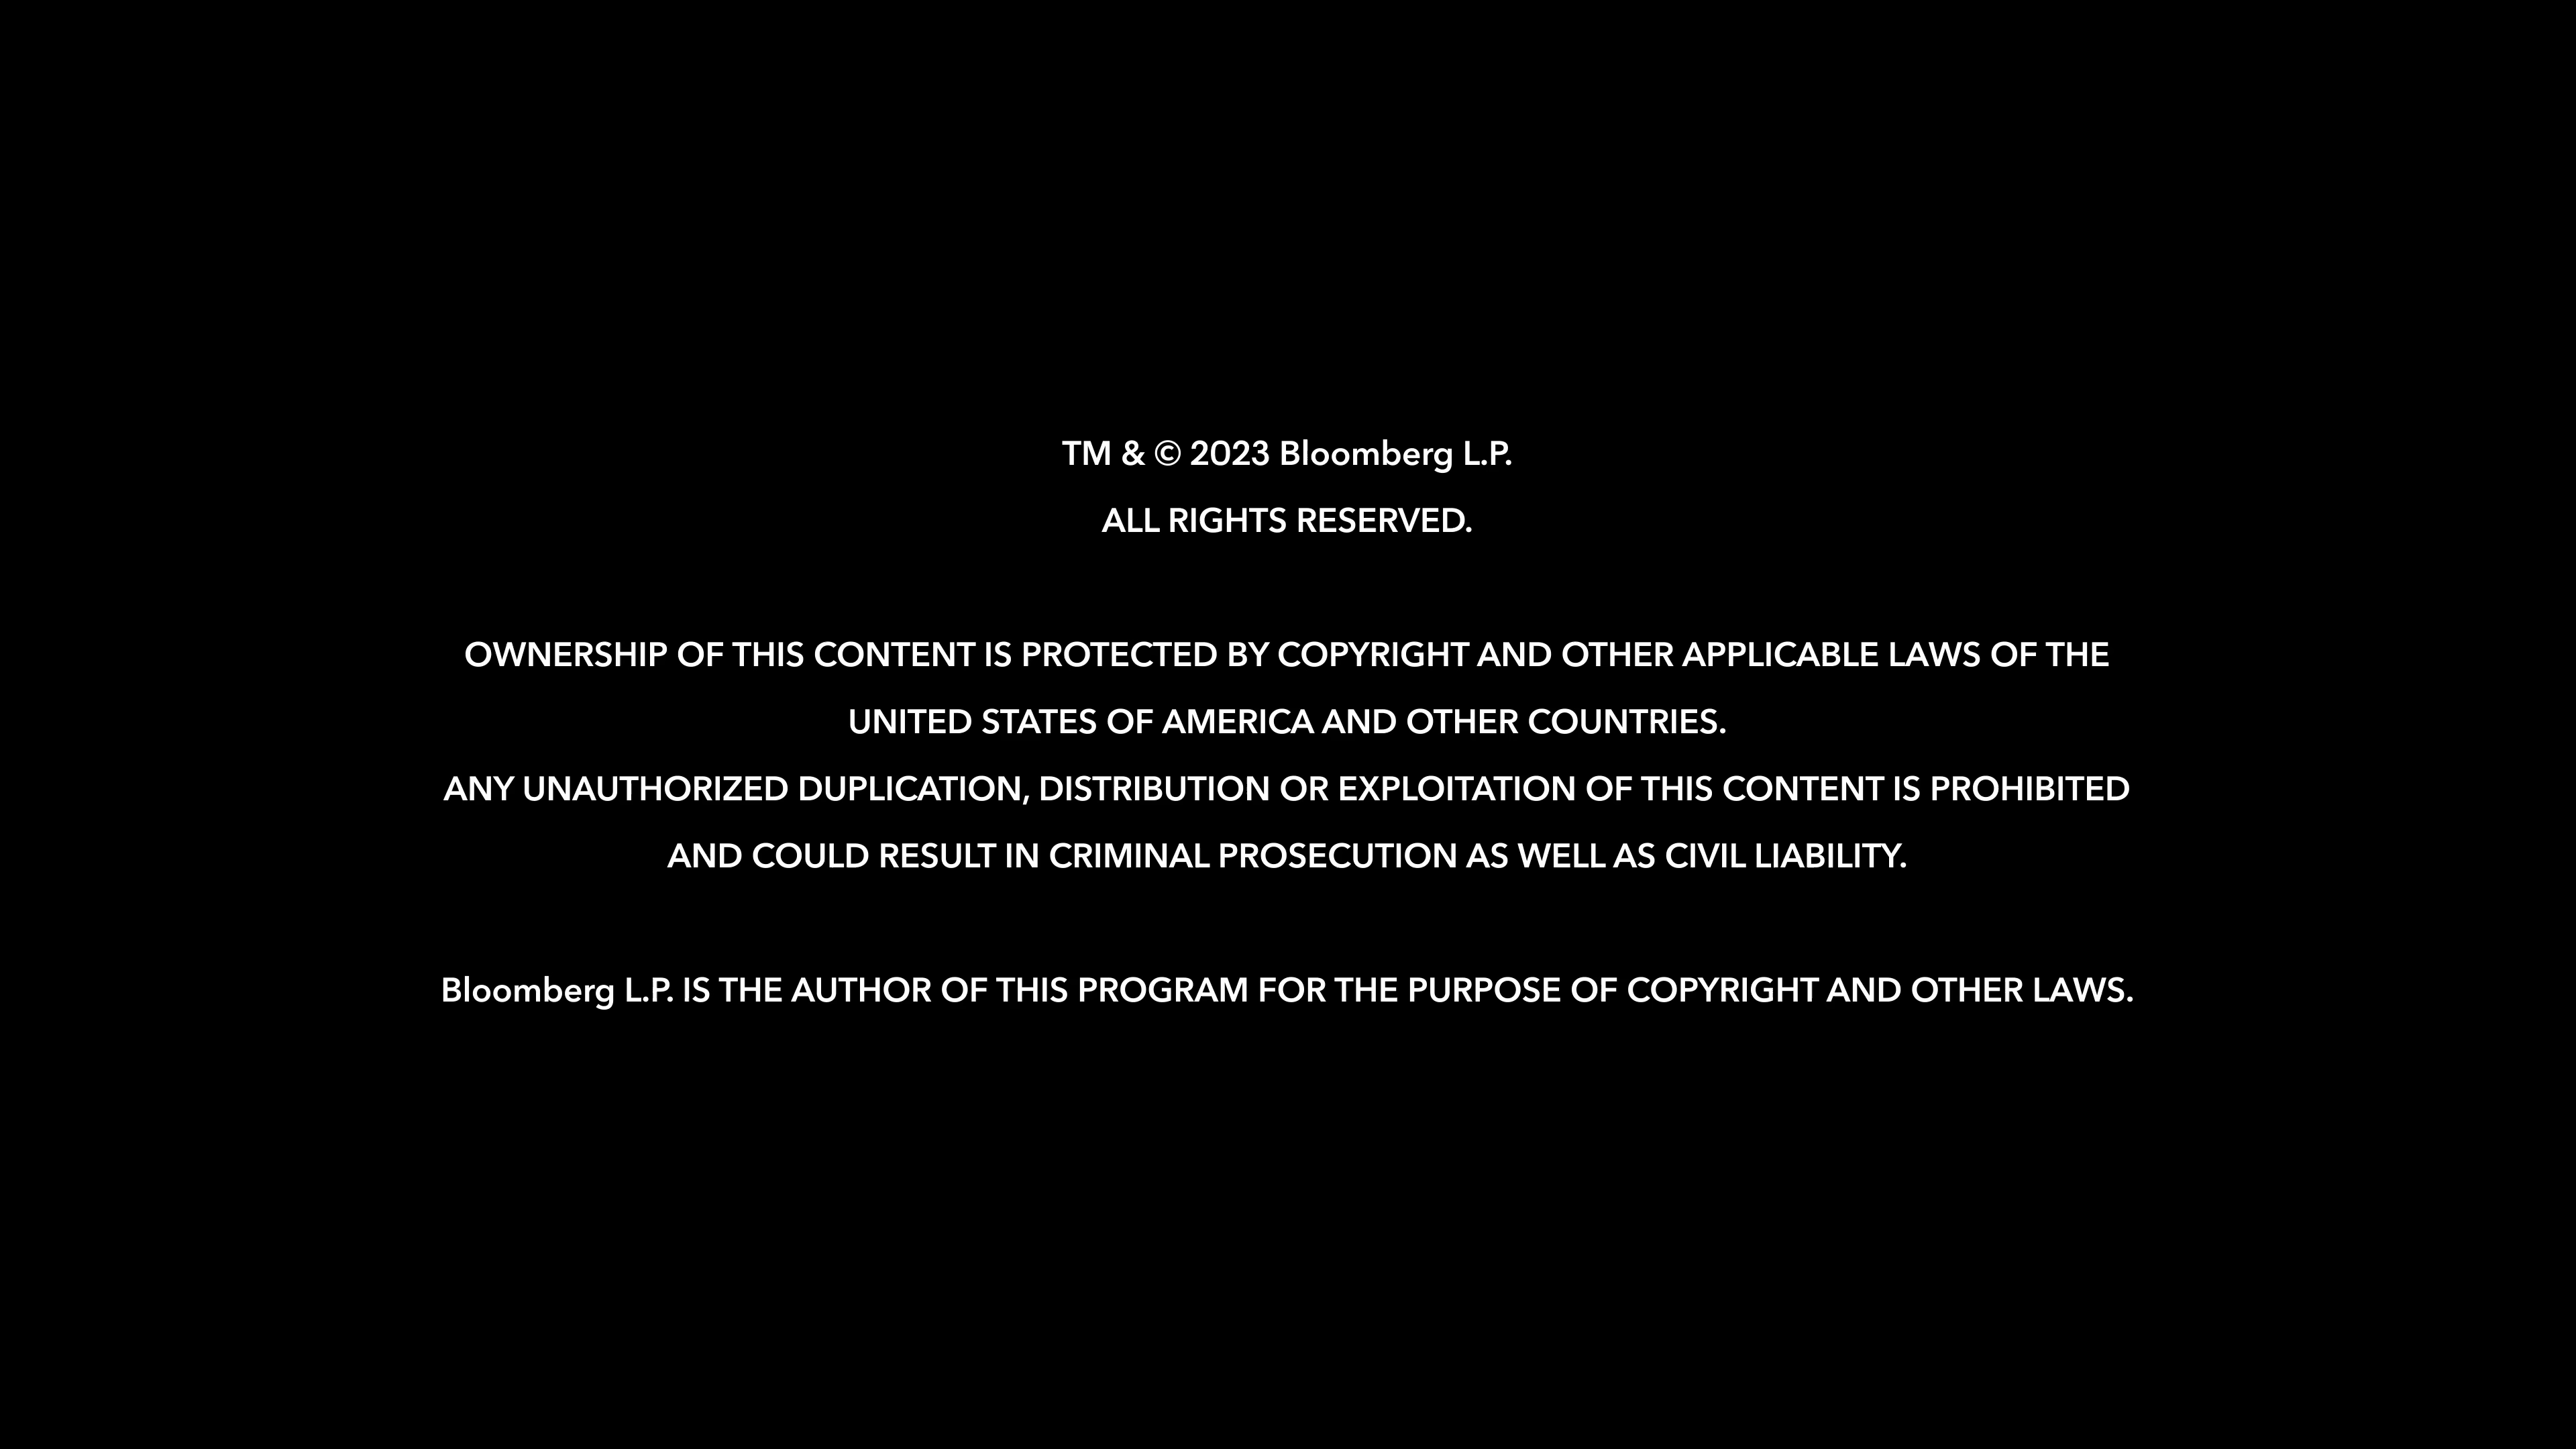 TM & © 2023 Bloomberg L.P.
ALL RIGHTS RESERVED.
OWNERSHIP OF THIS CONTENT IS PROTECTED BY COPYRIGHT AND OTHER APPLICABLE LAWS OF THE
UNITED STATES OF AMERICA AND OTHER COUNTRIES.
ANY UNAUTHORIZED DUPLICATION, DISTRIBUTION OR EXPLOITATION OF THIS CONTENT IS PROHIBITED
AND COULD RESULT IN CRIMINAL PROSECUTION AS WELL AS CIVIL LIABILITY.
Bloomberg L.P. IS THE AUTHOR OF THIS PROGRAM FOR THE PURPOSE OF COPYRIGHT AND OTHER LAWS.